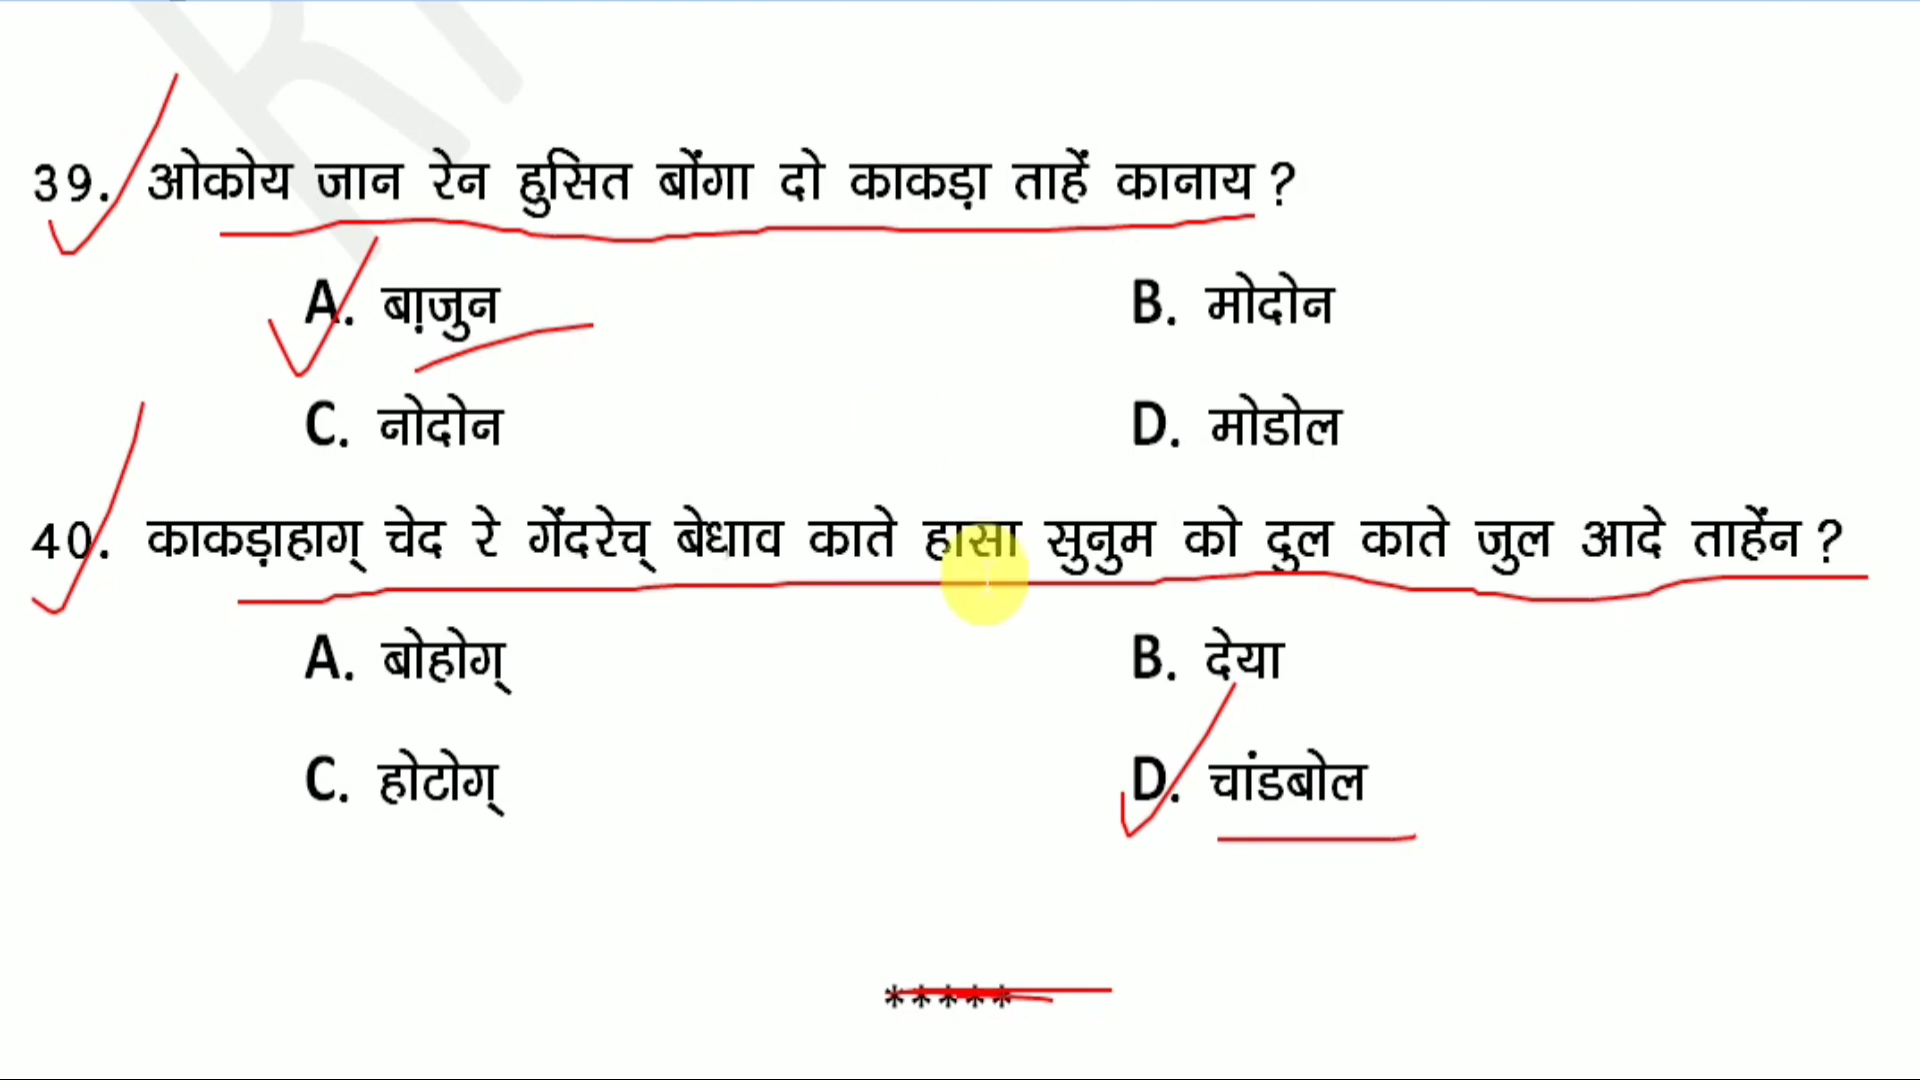 39. ओकोय जान रेन हुसित बोंगा दो काकड़ा ताहें कानाय ?
A. बा़जुन
B. मोदोन
C. नोदोन
D. मोडोल
40. काकड़ाहाग् चेद रे गेंदरेच् बेधाव काते हासा सुनुम को दुल काते जुल आदे ताहेंन ?
A. बोहोग्
B. देया
C. होटोग्
D. चांडबोल
*****